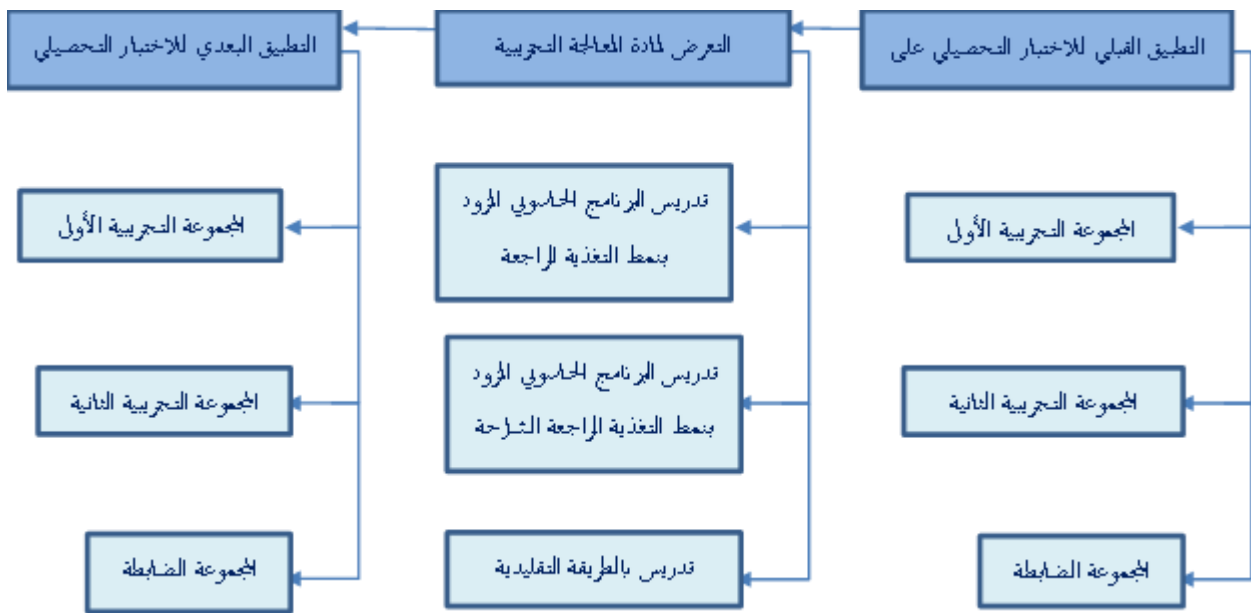 التطبيق القبلي للاختبار التحصيلي على
التعرض لمادة المعالجة التجريبية
التطبيق البعدي للاختبار التحصيلي
المجموعة التجريبية الأولى
تدريس البرنامج الحاسوبي المزود
بنمط التغذية الراجعة
المجموعة التجريبية الأولى
المجموعة التجريبية الثانية
تدريس البرنامج الحاسوبي المزود
بنمط التغذية الراجعة الشارحة
المجموعة التجريبية الثانية
المجموعة الضابطة
تدريس بالطريقة التقليدية
المجموعة الضابطة